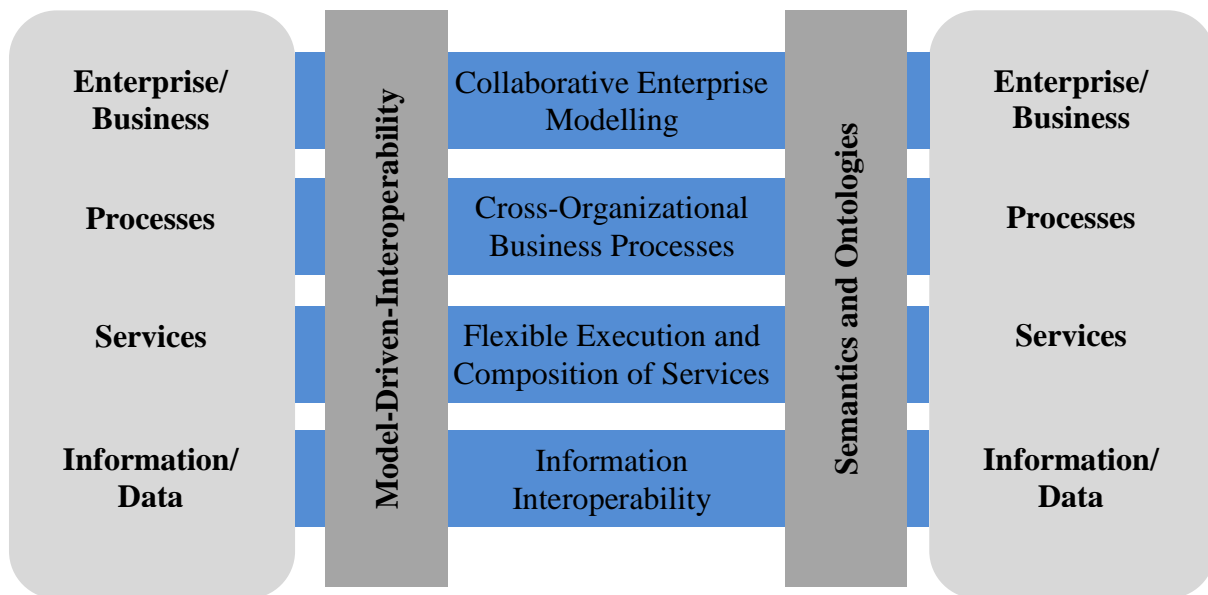 Enterprise/
Business
Processes
Services
Information/
Data
Model-Driven-Interoperability
Collaborative Enterprise
Modelling
Cross-Organizational
Business Processes
Flexible Execution and
Composition of Services
Information
Interoperability
Semantics and Ontologies
Enterprise/
Business
Processes
Services
Information/
Data